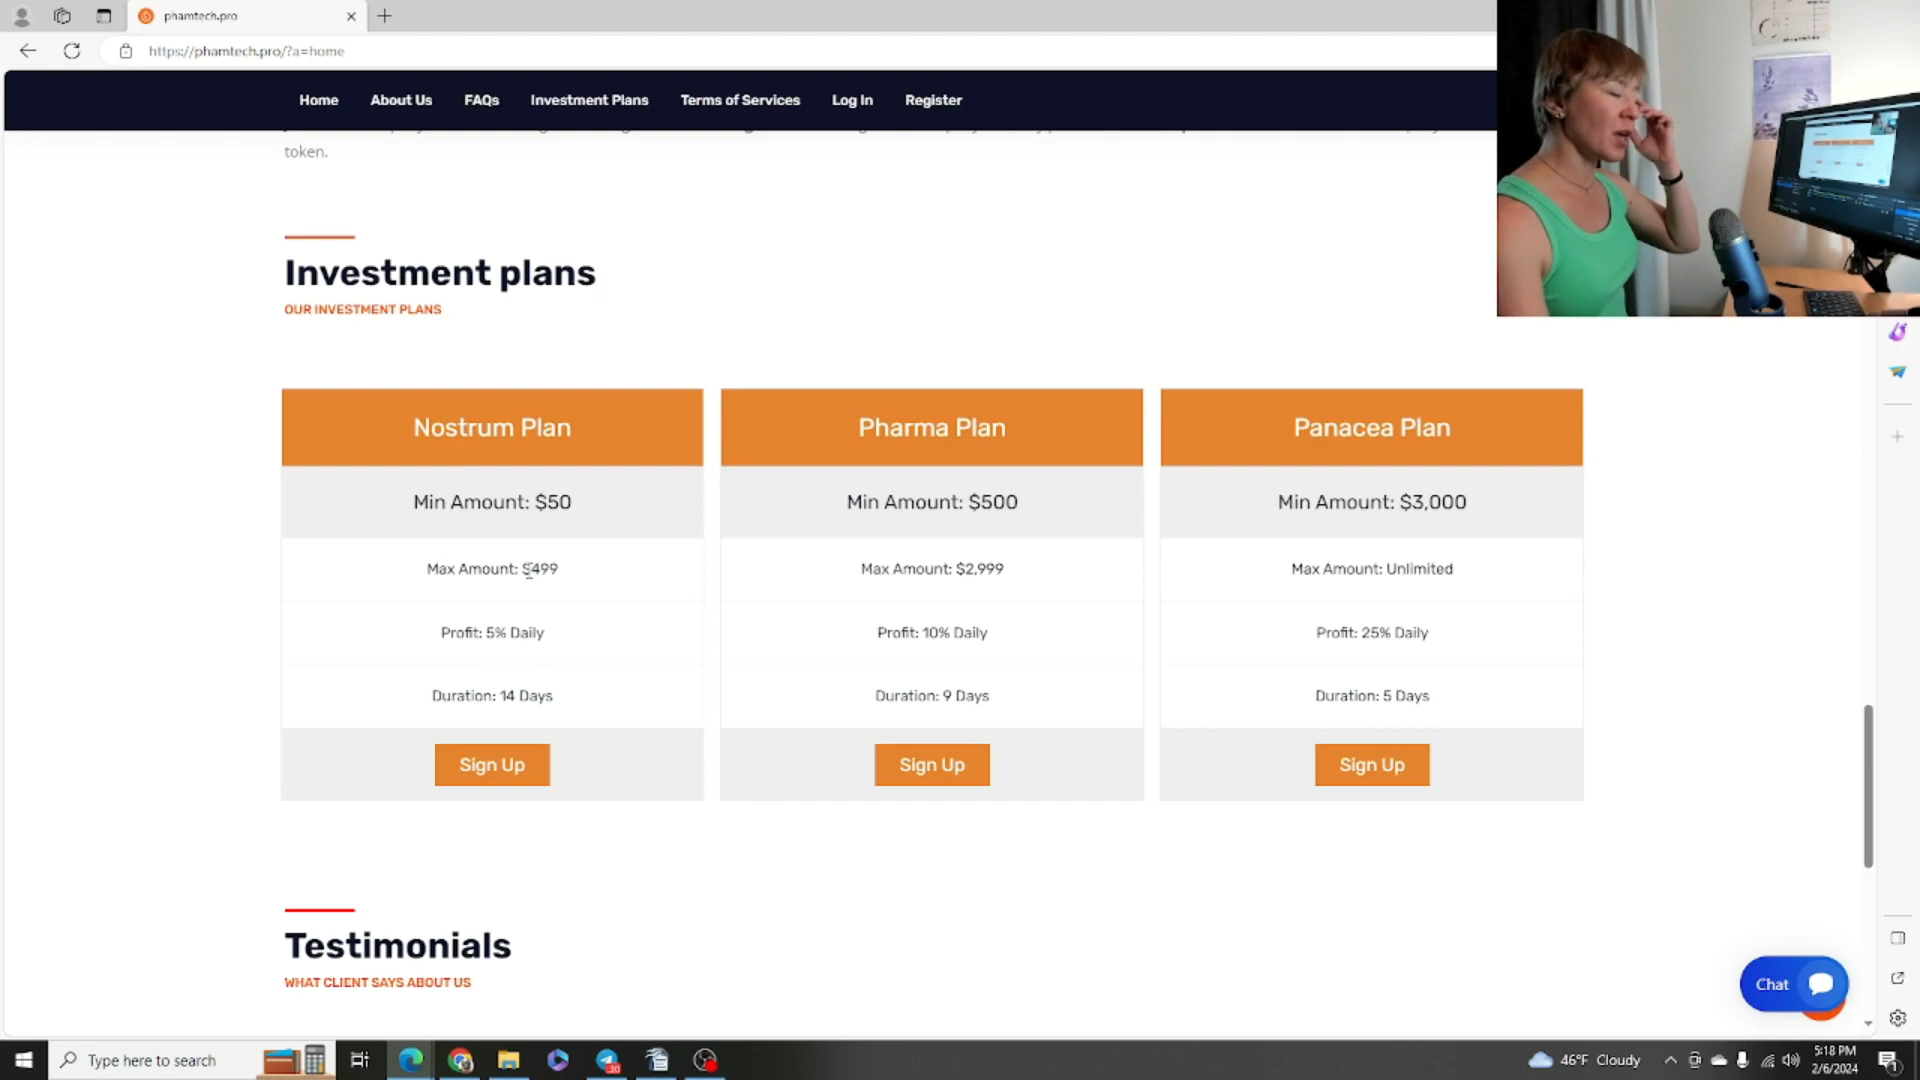 phamtech.pro
https://phamtech.pro/?a=home
Home About Us FAQs Investment Plans Terms of Services Log In Register
token.
Investment plans
OUR INVESTMENT PLANS
Nostrum Plan
Min Amount: $50
Max Amount: $499
Profit: 5% Daily
Duration: 14 Days
Sign Up
Pharma Plan
Min Amount: $500
Max Amount: $2,999
Profit: 10% Daily
Duration: 9 Days
Sign Up
Panacea Plan
Min Amount: $3,000
Max Amount: Unlimited
Profit: 25% Daily
Duration: 5 Days
Sign Up
Testimonials
WHAT CLIENT SAYS ABOUT US
Chat
Type here to search
46°F Cloudy
5:18 PM
2/6/2024